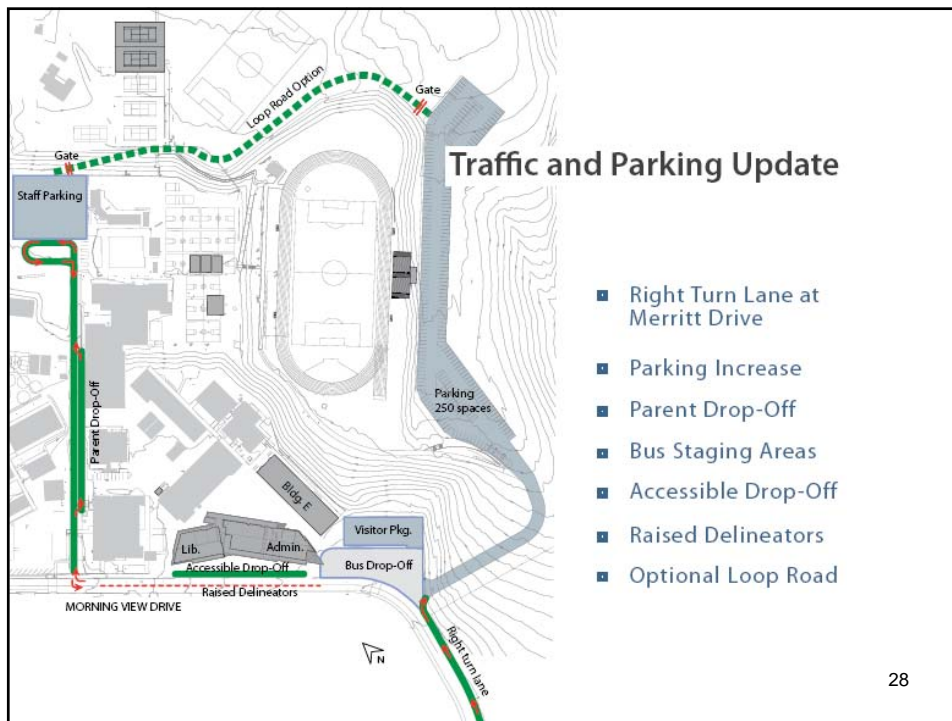 Loop Road Option
Gate
Gate
Traffic and Parking Update
Staff Parking
Right Turn Lane at
Merritt Drive
Parking Increase
Parking
250 spaces
Parent Drop-Off
Parent Drop-Off
Bus Staging Areas
Bldg. E
Accessible Drop-Off
Visitor Pkg.
Lib.
Admin.
Bus Drop-Off
Raised Delineators
Accessible Drop-Off
Optional Loop Road
Raised Delineators
MORNING VIEW DRIVE
Right turn lane
N
28